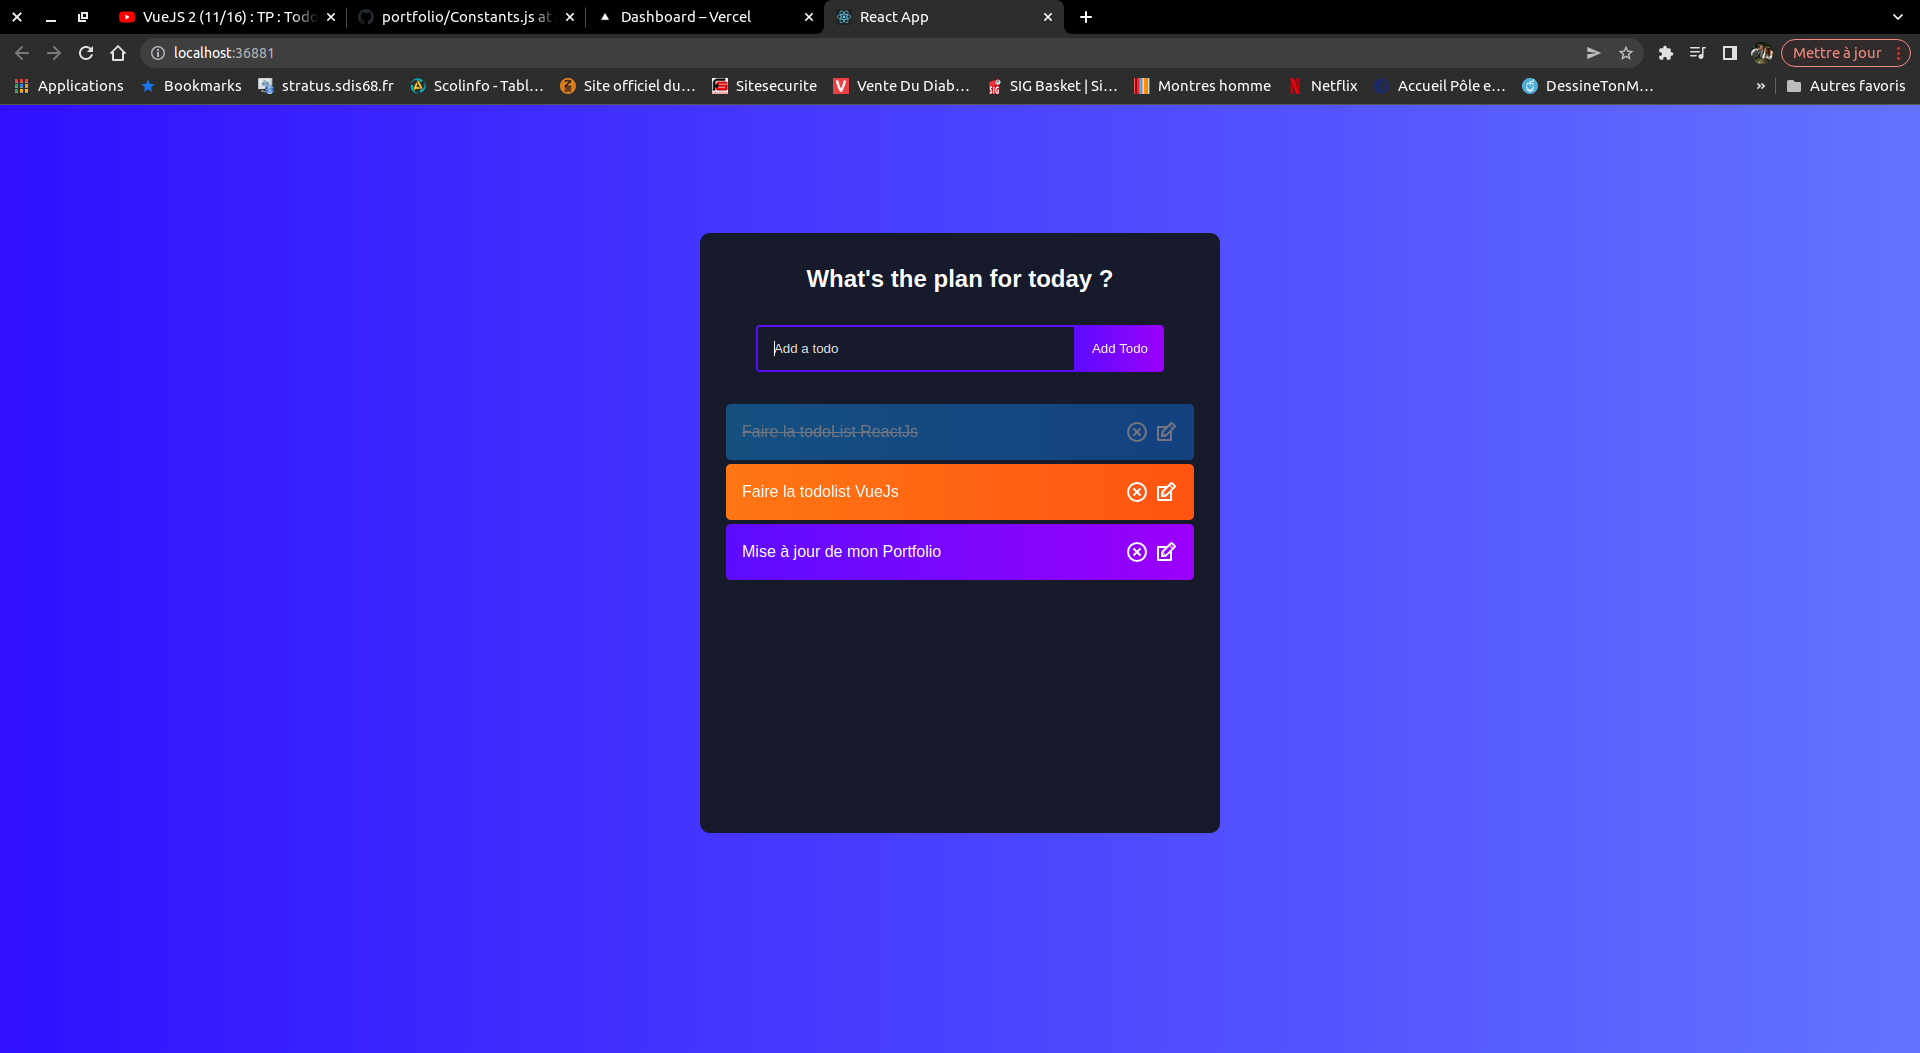 VueJS 2 (11/16) : TP : Todo
portfolio/Constants.js at
Dashboard – Vercel
React App
localhost:36881
Mettre à jour
Applications
Bookmarks
stratus.sdis68.fr
Scolinfo - Tabl…
Site officiel du…
Sitesecurite
Vente Du Diab…
SIG Basket | Si…
Montres homme
Netflix
Accueil Pôle e…
DessineTonM…
»
Autres favoris
What's the plan for today ?
Add a todo
Add Todo
Faire la todoList ReactJs
Faire la todolist VueJs
Mise à jour de mon Portfolio